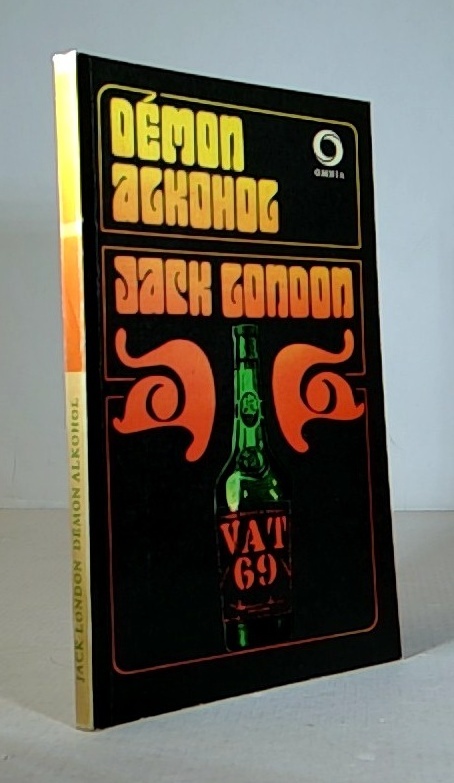 DÉMON
ALKOHOL
OMNIA
JACK LONDON
VAT
69
JACK LONDON DÉMON ALKOHOL